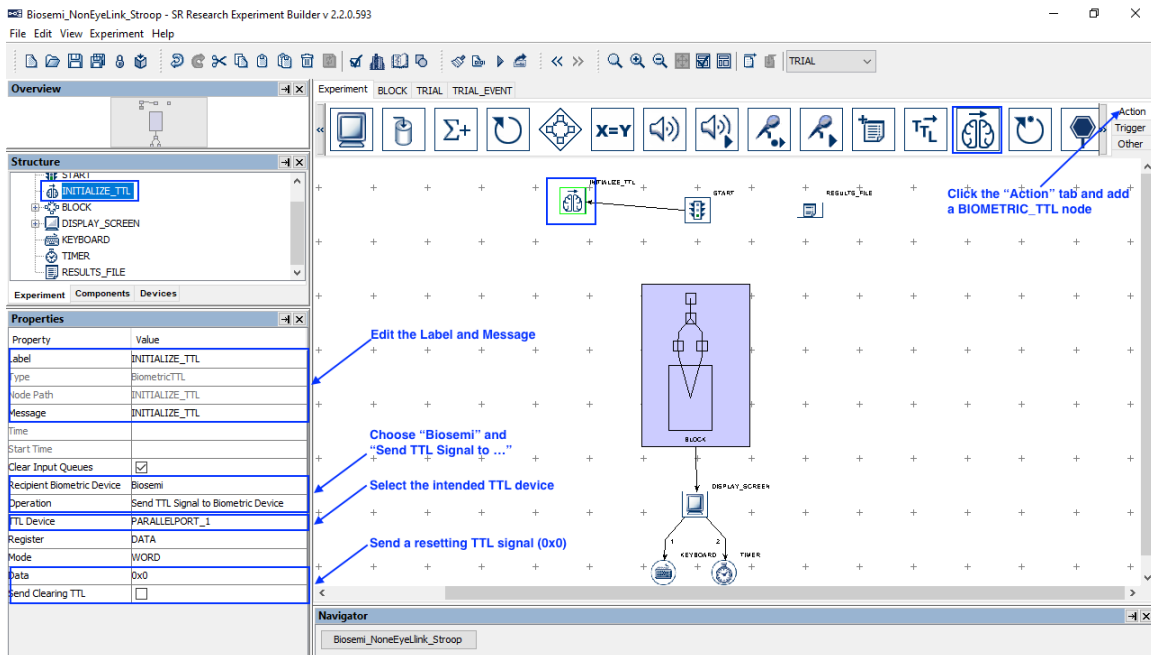 Biosemi_NonEyeLink_Stroop - SR Research Experiment Builder v 2.2.0.593
File Edit View Experiment Help
TRIAL
Overview
Experiment BLOCK TRIAL TRIAL_EVENT
X=Y
TTL
Action
Trigger
Other
Structure
START
INITIALIZE_TTL
BLOCK
DISPLAY_SCREEN
KEYBOARD
TIMER
RESULTS_FILE
Experiment Components Devices
Properties
Property Value
Label INITIALIZE_TTL
Type BiometricTTL
Node Path INITIALIZE_TTL
Message INITIALIZE_TTL
Time
Start Time
Clear Input Queues
Recipient Biometric Device Biosemi
Operation Send TTL Signal to Biometric Device
TTL Device PARALLELPORT_1
Register DATA
Mode WORD
Data 0x0
Send Clearing TTL
INITIALIZE_TTL
START
RESULTS_FILE
Click the “Action” tab and add
a BIOMETRIC_TTL node
Edit the Label and Message
Choose “Biosemi” and
“Send TTL Signal to ...”
Select the intended TTL device
Send a resetting TTL signal (0x0)
BLOCK
DISPLAY_SCREEN
1
2
KEYBOARD
TIMER
Navigator
Biosemi_NoneEyeLink_Stroop